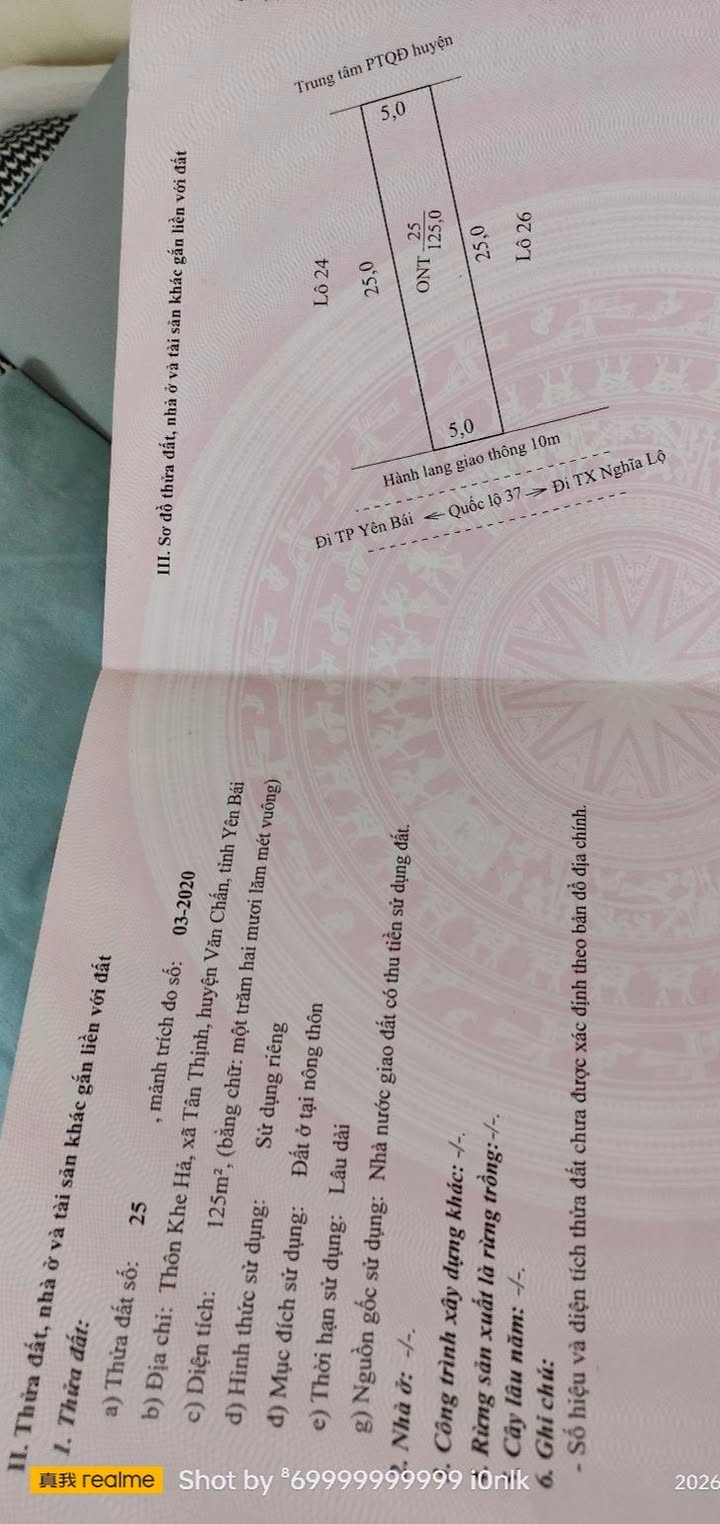 II. Thửa đất, nhà ở và tài sản khác gắn liền với đất
1. Thửa đất:
a) Thửa đất số: 25 , mảnh trích đo số: 03-2020
b) Địa chỉ: Thôn Khe Hả, xã Tân Thịnh, huyện Văn Chấn, tỉnh Yên Bái
c) Diện tích: 125m², (bằng chữ: một trăm hai mươi lăm mét vuông)
d) Hình thức sử dụng: Sử dụng riêng
đ) Mục đích sử dụng: Đất ở tại nông thôn
e) Thời hạn sử dụng: Lâu dài
g) Nguồn gốc sử dụng: Nhà nước giao đất có thu tiền sử dụng đất.
2. Nhà ở: -/-.
Công trình xây dựng khác: -/-.
Rừng sản xuất là rừng trồng:-/-.
Cây lâu năm: -/-.
6. Ghi chú:
- Số hiệu và diện tích thửa đất chưa được xác định theo bản đồ địa chính.
III. Sơ đồ thửa đất, nhà ở và tài sản khác gắn liền với đất
Trung tâm PTQĐ huyện
5,0
Lô 24
25,0
ONT 25
125,0
25,0
Lô 26
5,0
Hành lang giao thông 10m
Đi TP Yên Bái ← Quốc lộ 37 → Đi TX Nghĩa Lộ
真我 realme Shot by ⁸69999999999 iônlk
2026